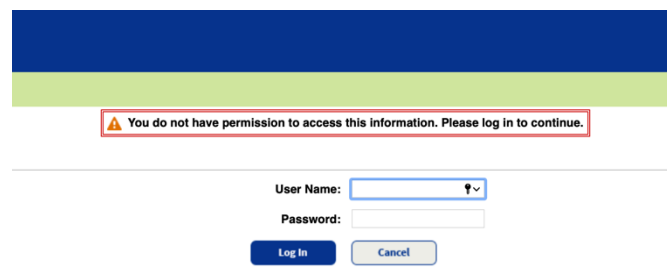 You do not have permission to access this information. Please log in to continue.
User Name:
Password:
Log In Cancel